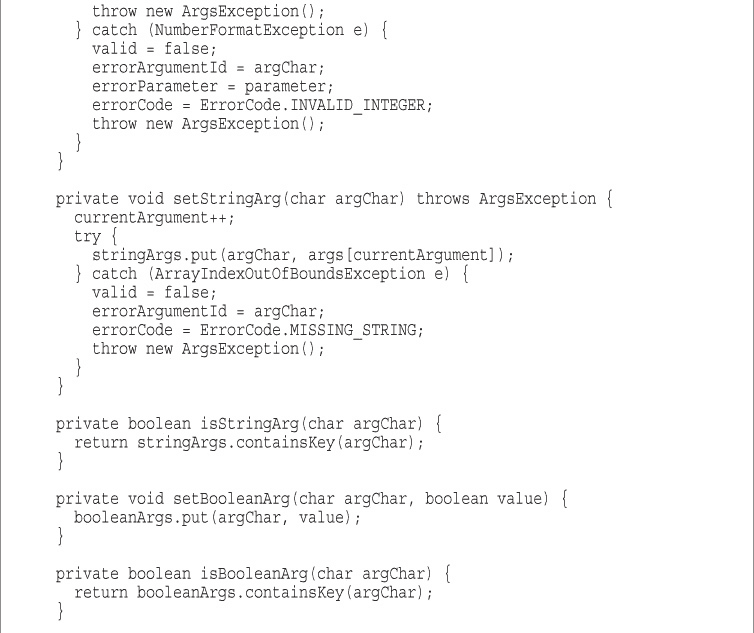 throw new ArgsException();
} catch (NumberFormatException e) {
valid = false;
errorArgumentId = argChar;
errorParameter = parameter;
errorCode = ErrorCode.INVALID_INTEGER;
throw new ArgsException();
}
}
private void setStringArg(char argChar) throws ArgsException {
currentArgument++;
try {
stringArgs.put(argChar, args[currentArgument]);
} catch (ArrayIndexOutOfBoundsException e) {
valid = false;
errorArgumentId = argChar;
errorCode = ErrorCode.MISSING_STRING;
throw new ArgsException();
}
}
private boolean isStringArg(char argChar) {
return stringArgs.containsKey(argChar);
}
private void setBooleanArg(char argChar, boolean value) {
booleanArgs.put(argChar, value);
}
private boolean isBooleanArg(char argChar) {
return booleanArgs.containsKey(argChar);
}